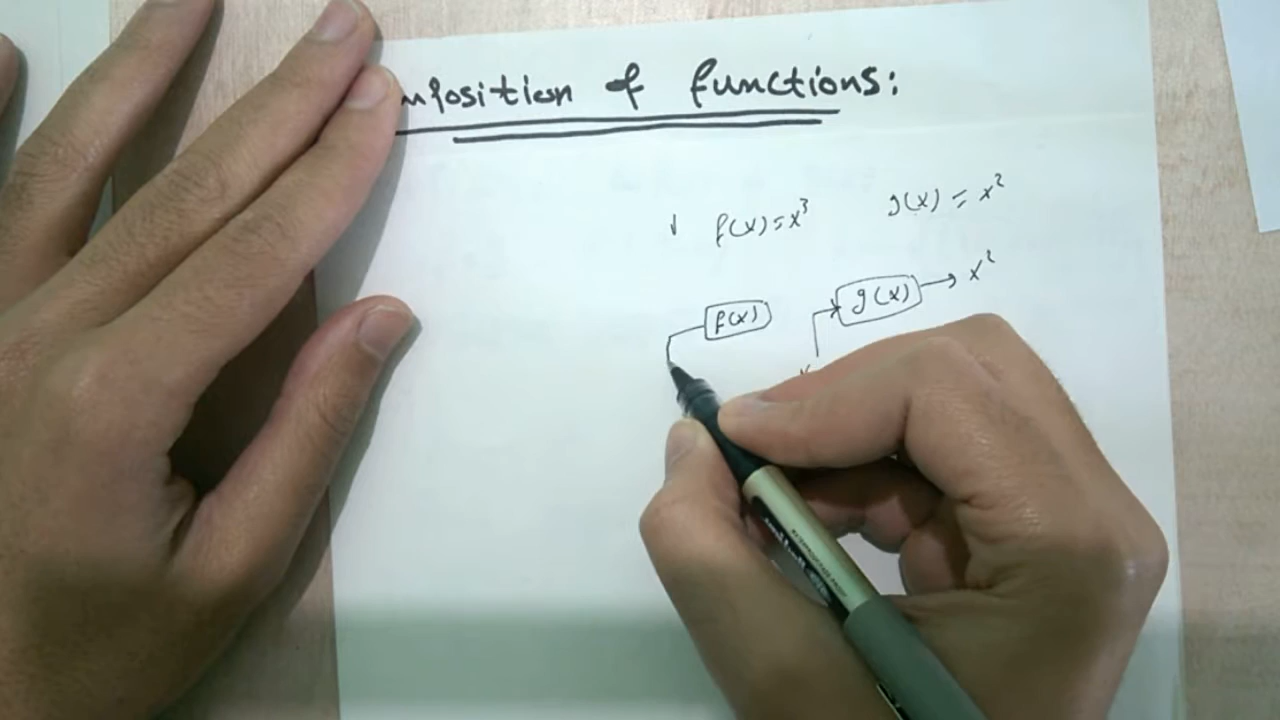 mposition of functions:
↓ f(x)=x³ g(x) = x²
f(x) g(x) → x²
x